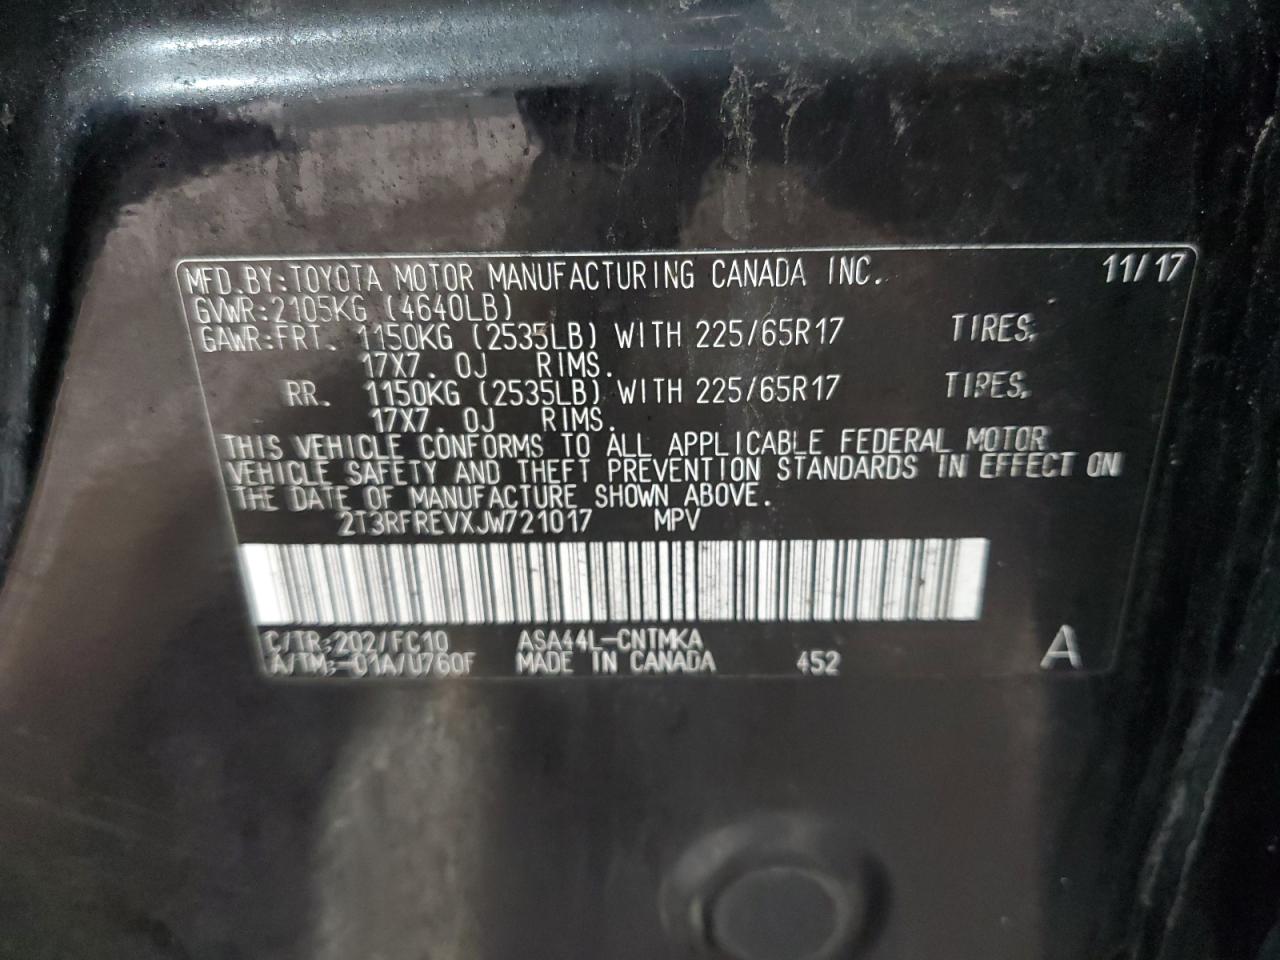 MFD.BY:TOYOTA MOTOR MANUFACTURING CANADA INC. 11/17
GVWR:2105KG (4640LB)
GAWR:FRT. 1150KG (2535LB) WITH 225/65R17 TIRES,
17X7.0J RIMS.
RR. 1150KG (2535LB) WITH 225/65R17 TIRES,
17X7.0J RIMS.
THIS VEHICLE CONFORMS TO ALL APPLICABLE FEDERAL MOTOR
VEHICLE SAFETY AND THEFT PREVENTION STANDARDS IN EFFECT ON
THE DATE OF MANUFACTURE SHOWN ABOVE.
2T3RFREVXJW721017 MPV
C/TR:202/FC10 ASA44L-CNTMKA
A/TM:-01A/U760F MADE IN CANADA 452 A